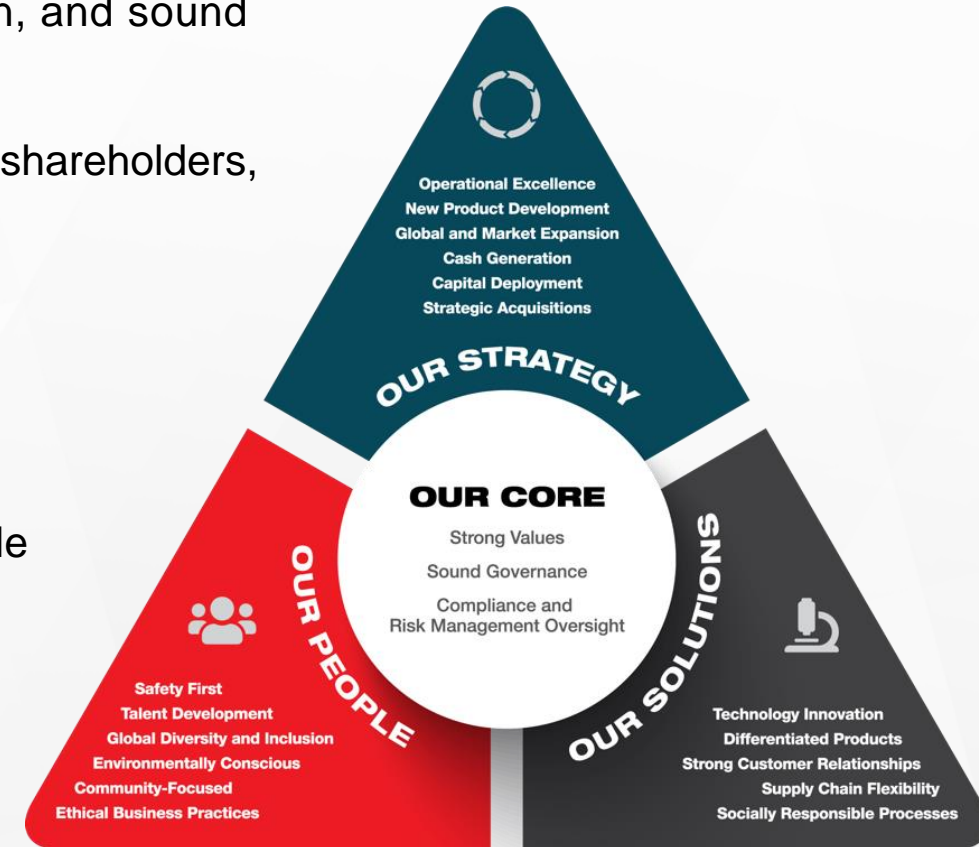 n, and sound
shareholders,
le
Operational Excellence
New Product Development
Global and Market Expansion
Cash Generation
Capital Deployment
Strategic Acquisitions
OUR STRATEGY
OUR CORE
Strong Values
Sound Governance
Compliance and
Risk Management Oversight
OUR PEOPLE
Safety First
Talent Development
Global Diversity and Inclusion
Environmentally Conscious
Community-Focused
Ethical Business Practices
OUR SOLUTIONS
Technology Innovation
Differentiated Products
Strong Customer Relationships
Supply Chain Flexibility
Socially Responsible Processes